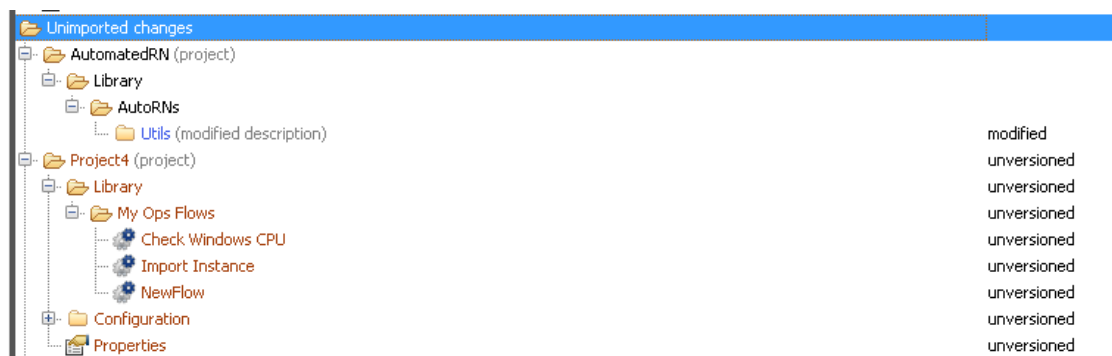 Unimported changes
AutomatedRN (project)
Library
AutoRNs
Utils (modified description) modified
Project4 (project) unversioned
Library unversioned
My Ops Flows unversioned
Check Windows CPU unversioned
Import Instance unversioned
NewFlow unversioned
Configuration unversioned
Properties unversioned